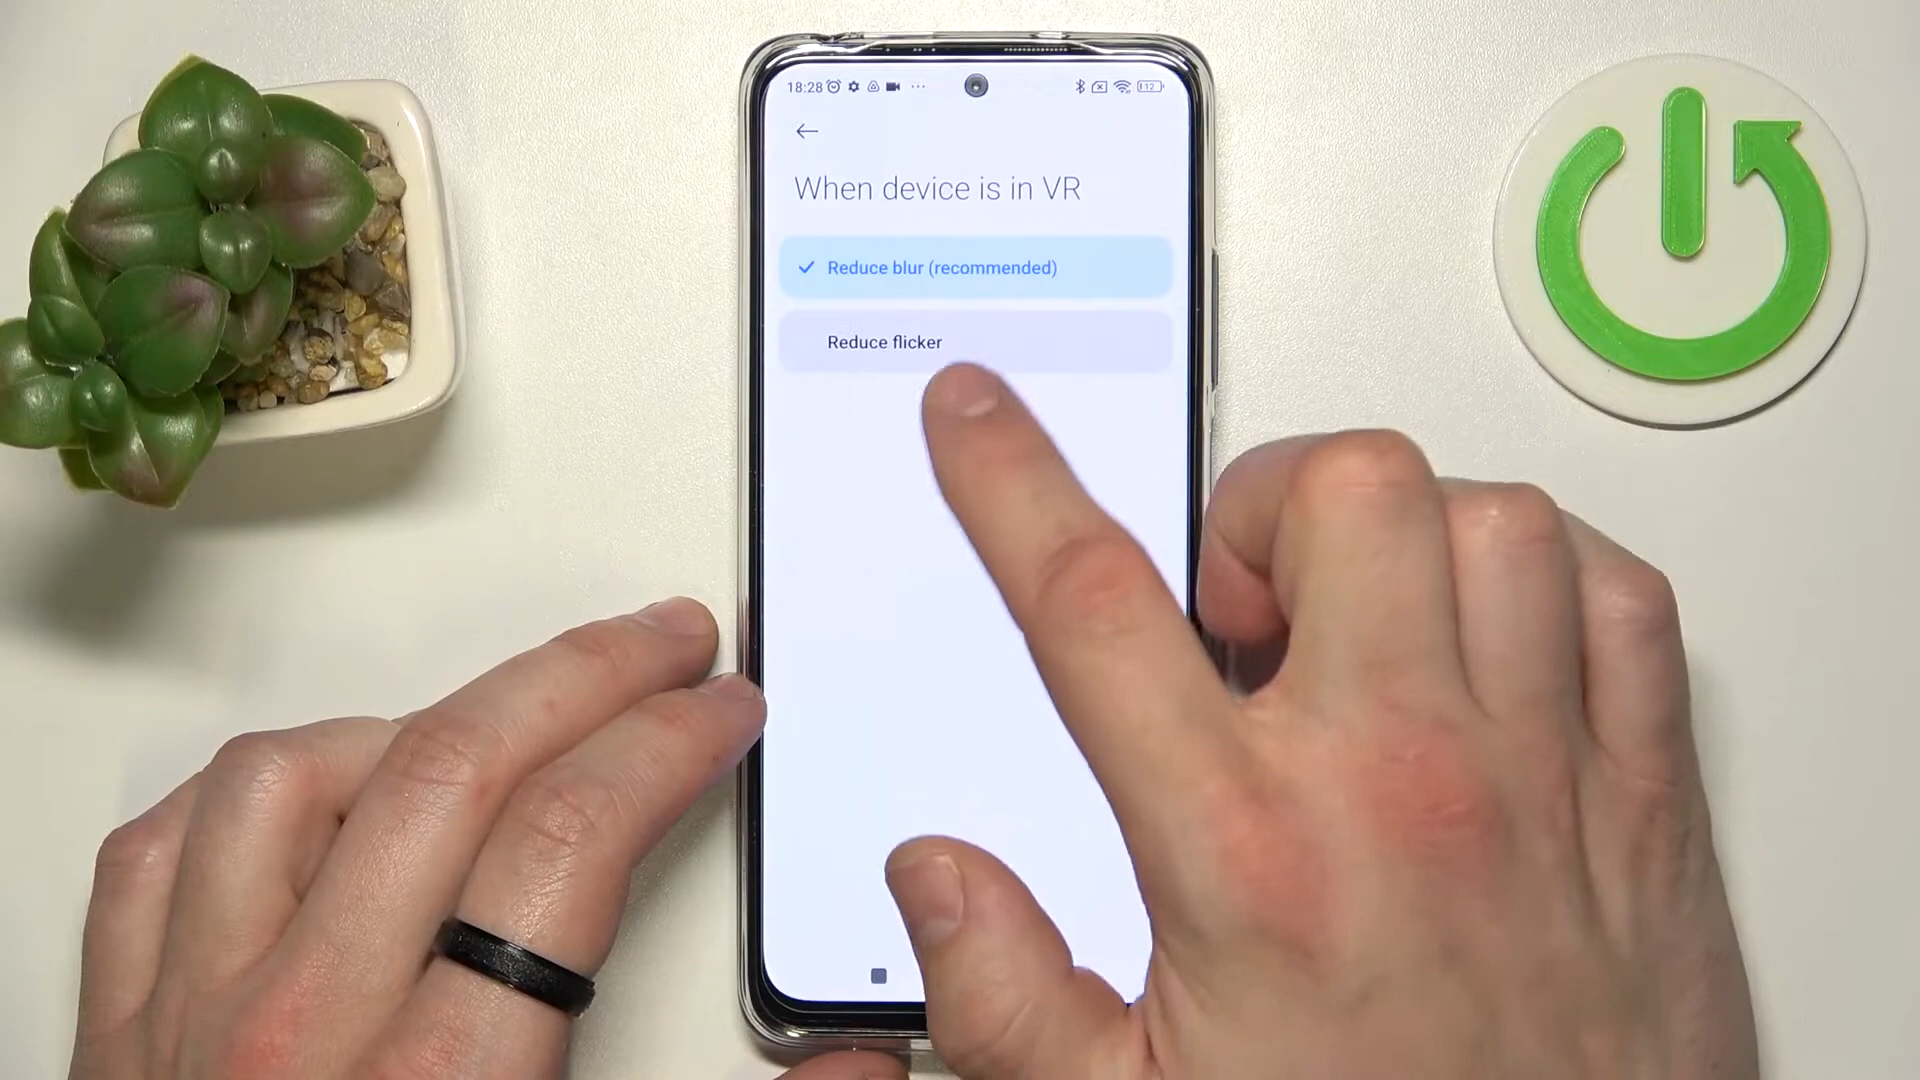 18:28
When device is in VR
Reduce blur (recommended)
Reduce flicker